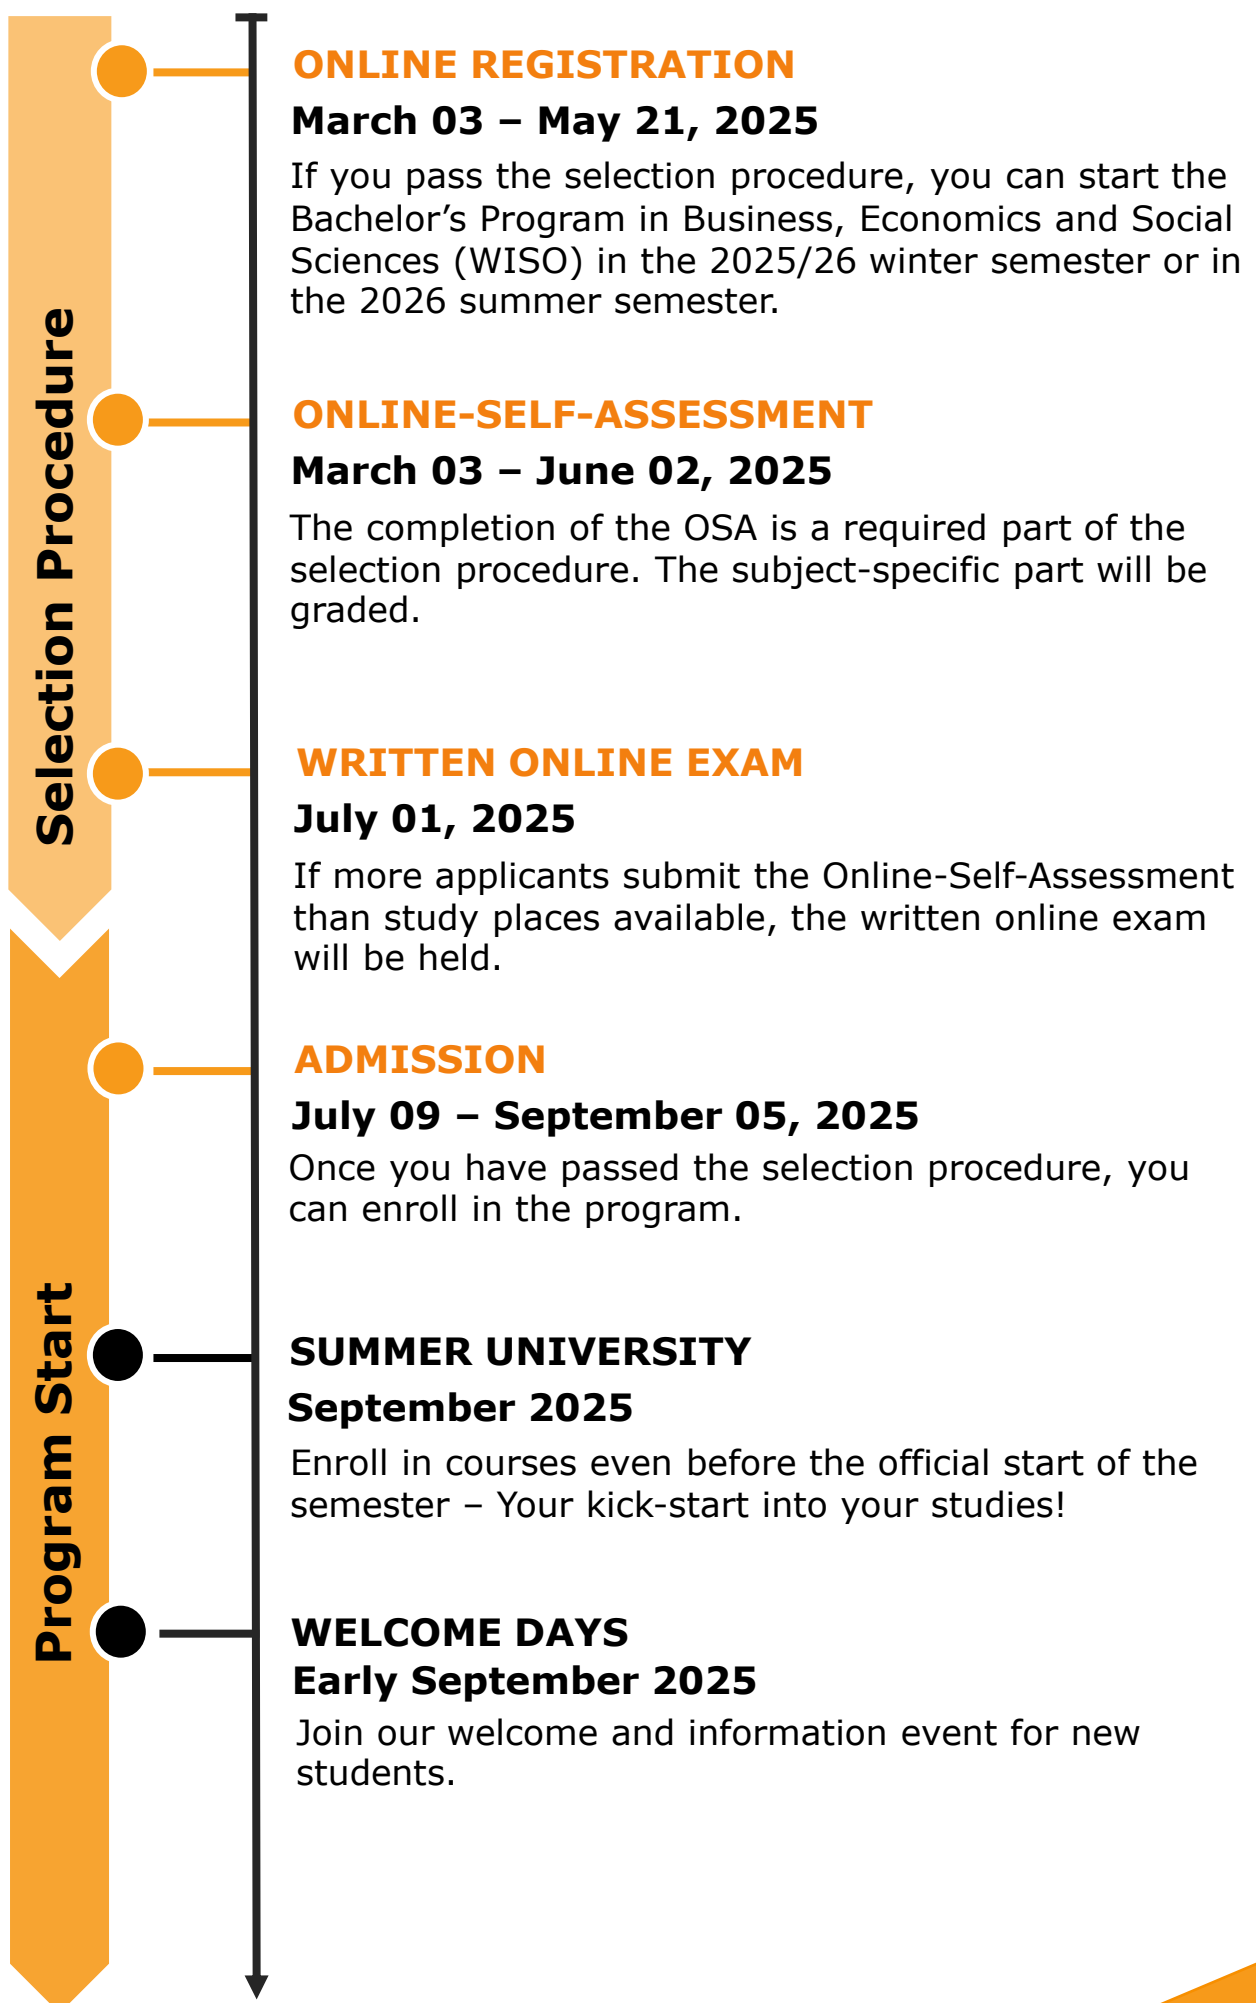 Selection Procedure
ONLINE REGISTRATION
March 03 – May 21, 2025
If you pass the selection procedure, you can start the
Bachelor’s Program in Business, Economics and Social
Sciences (WISO) in the 2025/26 winter semester or in
the 2026 summer semester.
ONLINE-SELF-ASSESSMENT
March 03 – June 02, 2025
The completion of the OSA is a required part of the
selection procedure. The subject-specific part will be
graded.
WRITTEN ONLINE EXAM
July 01, 2025
If more applicants submit the Online-Self-Assessment
than study places available, the written online exam
will be held.
Program Start
ADMISSION
July 09 – September 05, 2025
Once you have passed the selection procedure, you
can enroll in the program.
SUMMER UNIVERSITY
September 2025
Enroll in courses even before the official start of the
semester – Your kick-start into your studies!
WELCOME DAYS
Early September 2025
Join our welcome and information event for new
students.